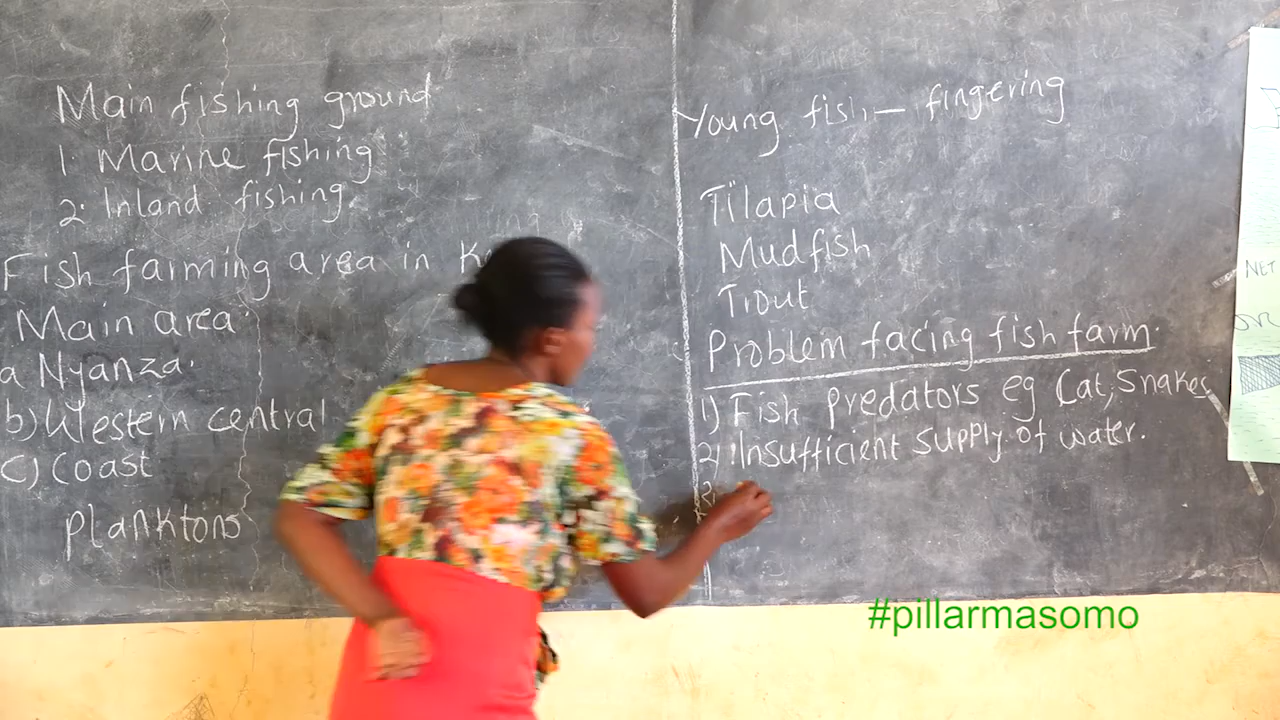 Main fishing ground
1. Marine fishing
2. Inland fishing.
Fish farming area in
Main area.
a Nyanza.
b) Western central
c) Coast
Planktons
Young fish — fingering
Tilapia
Mudfish
Trout
Problem facing fish farm.
1) Fish predators eg Cat, Snakes
2) Insufficient supply of water.
NET
#pillarmasomo